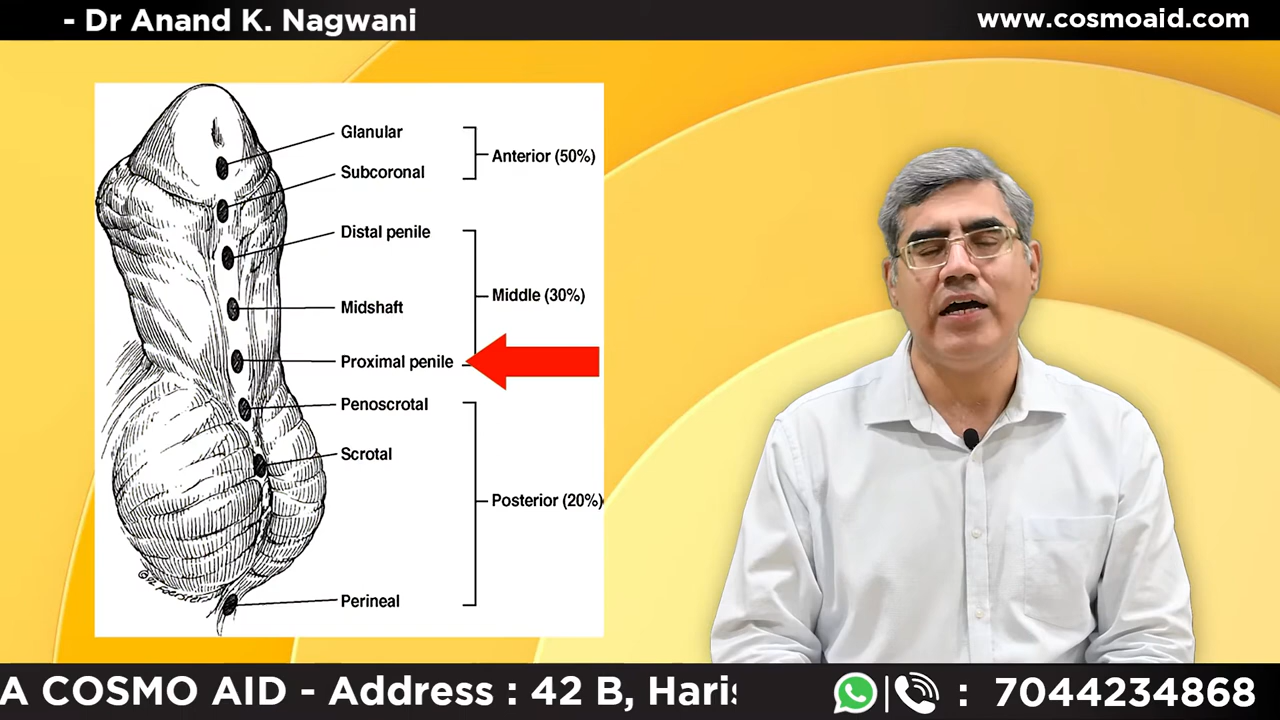 - Dr Anand K. Nagwani
www.cosmoaid.com
Glanular
Subcoronal
Anterior (50%)
Distal penile
Midshaft
Proximal penile
Middle (30%)
Penoscrotal
Scrotal
Perineal
Posterior (20%)
A COSMO AID - Address : 42 B, Haris
: 7044234868